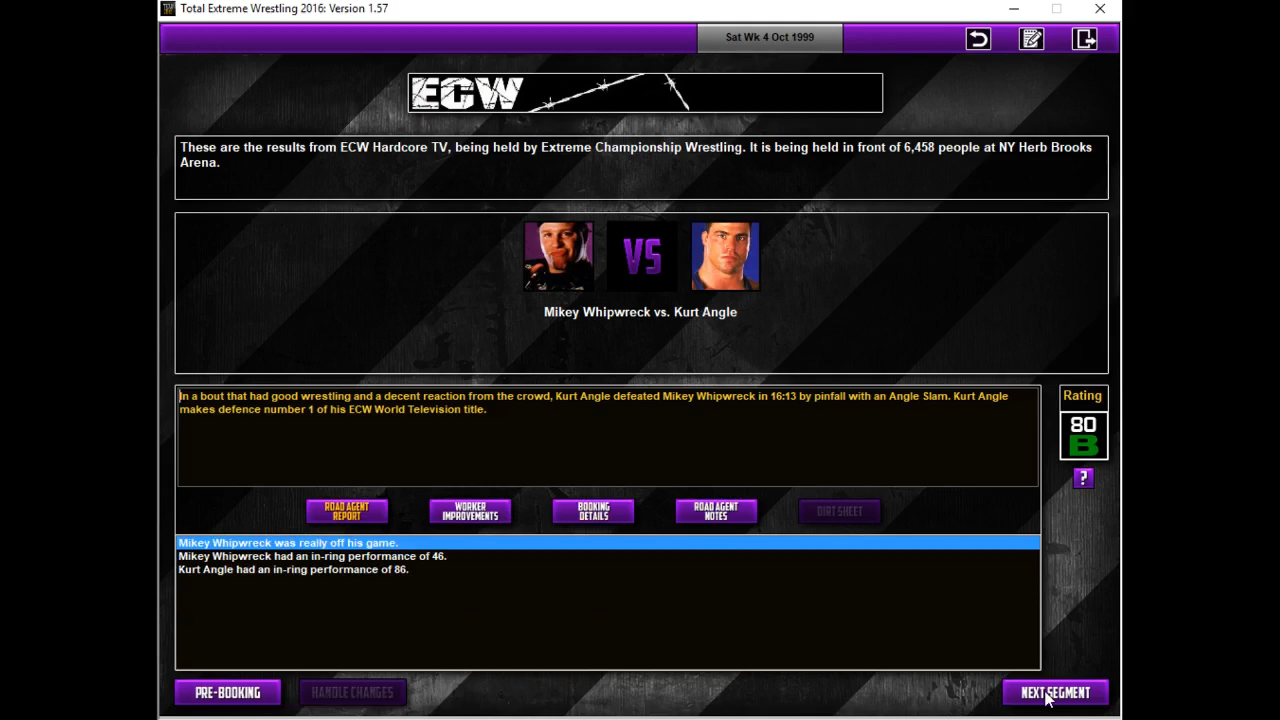 Total Extreme Wrestling 2016: Version 1.57
Sat Wk 4 Oct 1999
ECW
These are the results from ECW Hardcore TV, being held by Extreme Championship Wrestling. It is being held in front of 6,458 people at NY Herb Brooks
Arena.
VS
Mikey Whipwreck vs. Kurt Angle
In a bout that had good wrestling and a decent reaction from the crowd, Kurt Angle defeated Mikey Whipwreck in 16:13 by pinfall with an Angle Slam. Kurt Angle
makes defence number 1 of his ECW World Television title.
Rating
80
B
?
ROAD AGENT
REPORT
WORKER
IMPROVEMENTS
BOOKING
DETAILS
ROAD AGENT
NOTES
DIRT SHEET
Mikey Whipwreck was really off his game.
Mikey Whipwreck had an in-ring performance of 46.
Kurt Angle had an in-ring performance of 86.
PRE-BOOKING
HANDLE CHANGES
NEXT SEGMENT